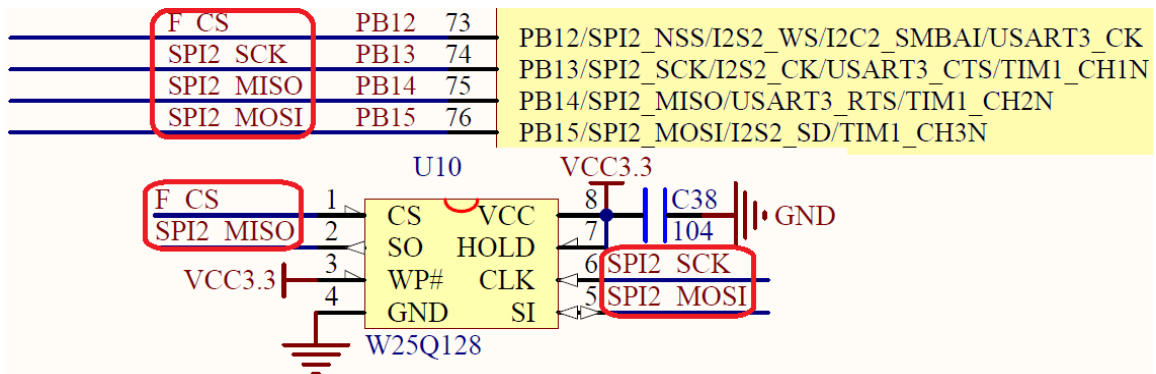 F_CS PB12 73 PB12/SPI2_NSS/I2S2_WS/I2C2_SMBAI/USART3_CK
SPI2_SCK PB13 74 PB13/SPI2_SCK/I2S2_CK/USART3_CTS/TIM1_CH1N
SPI2_MISO PB14 75 PB14/SPI2_MISO/USART3_RTS/TIM1_CH2N
SPI2_MOSI PB15 76 PB15/SPI2_MOSI/I2S2_SD/TIM1_CH3N
U10 VCC3.3
F_CS 1 CS VCC 8 C38 GND
SPI2_MISO 2 SO HOLD 7 104
VCC3.3 3 WP# CLK 6 SPI2_SCK
4 GND SI 5 SPI2_MOSI
W25Q128